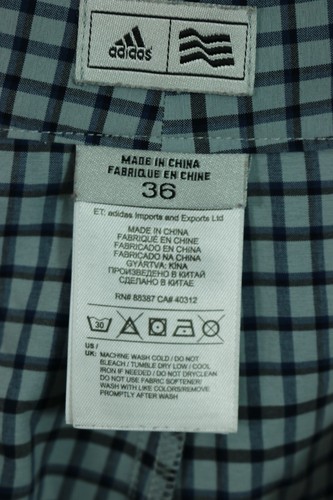 adidas
MADE IN CHINA
FABRIQUE EN CHINE
36
ET: adidas Imports and Exports Ltd
MADE IN CHINA
FABRIQUÉ EN CHINE
FABRICADO EN CHINA
FABRICADO NA CHINA
GYÁRTVA: KÍNA
ПРОИЗВЕДЕНО В КИТАЙ
СДЕЛАНО В КИТАЕ
RN# 88387 CA# 40312
30
US /
UK: MACHINE WASH COLD / DO NOT
BLEACH / TUMBLE DRY LOW / COOL
IRON IF NEEDED / DO NOT DRYCLEAN
DO NOT USE FABRIC SOFTENER/
WASH WITH LIKE COLORS/REMOVE
PROMPTLY AFTER WASH